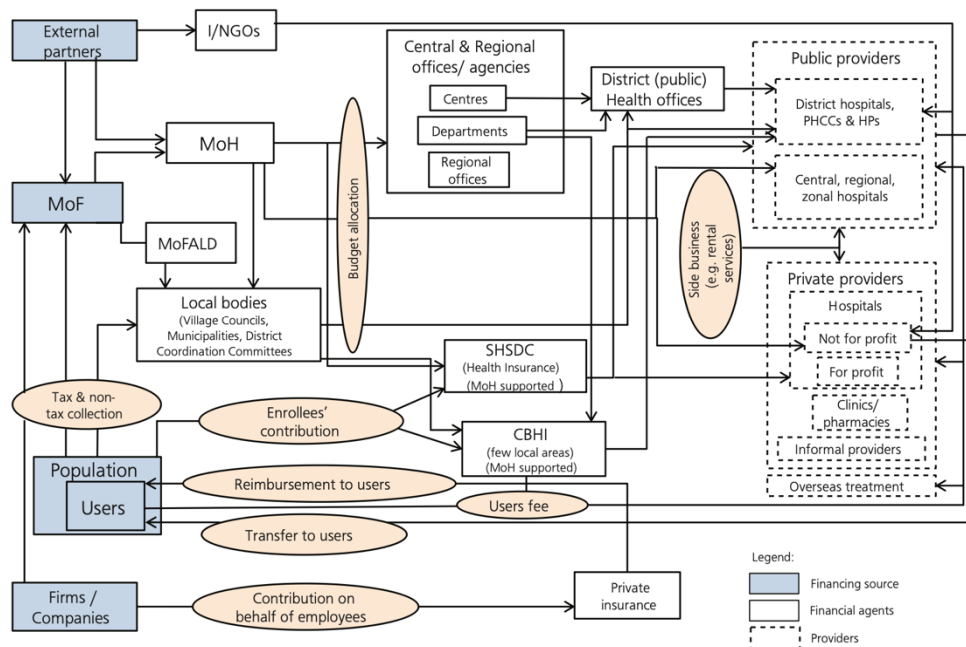 External
partners
I/NGOs
Central & Regional
offices/ agencies
Centres
Departments
Regional
offices
District (public)
Health offices
Public providers
District hospitals,
PHCCs & HPs
Central, regional,
zonal hospitals
MoH
MoF
MoFALD
Budget allocation
Side business
(e.g. rental
services)
Local bodies
(Village Councils,
Municipalities, District
Coordination Committees
Private providers
Hospitals
Not for profit
For profit
Clinics/
pharmacies
Informal providers
Overseas treatment
SHSDC
(Health Insurance)
(MoH supported )
Tax & non-
tax collection
Enrollees’
contribution
CBHI
(few local areas)
(MoH supported)
Population
Users
Reimbursement to users
Users fee
Transfer to users
Firms /
Companies
Contribution on
behalf of employees
Private
insurance
Legend:
Financing source
Financial agents
Providers